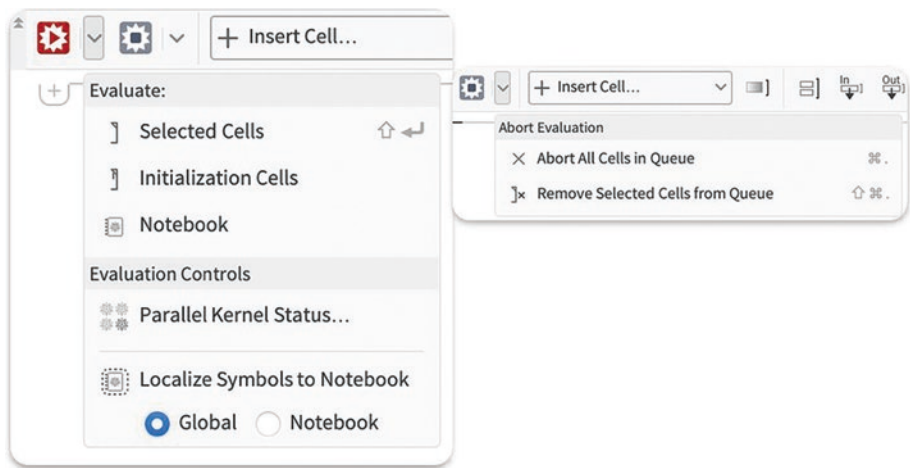 + Insert Cell...
Evaluate:
Selected Cells ⇧ ↵
Initialization Cells
Notebook
Evaluation Controls
Parallel Kernel Status...
Localize Symbols to Notebook
Global Notebook
+ Insert Cell... In Out
Abort Evaluation
Abort All Cells in Queue ⌘ .
Remove Selected Cells from Queue ⇧ ⌘ .